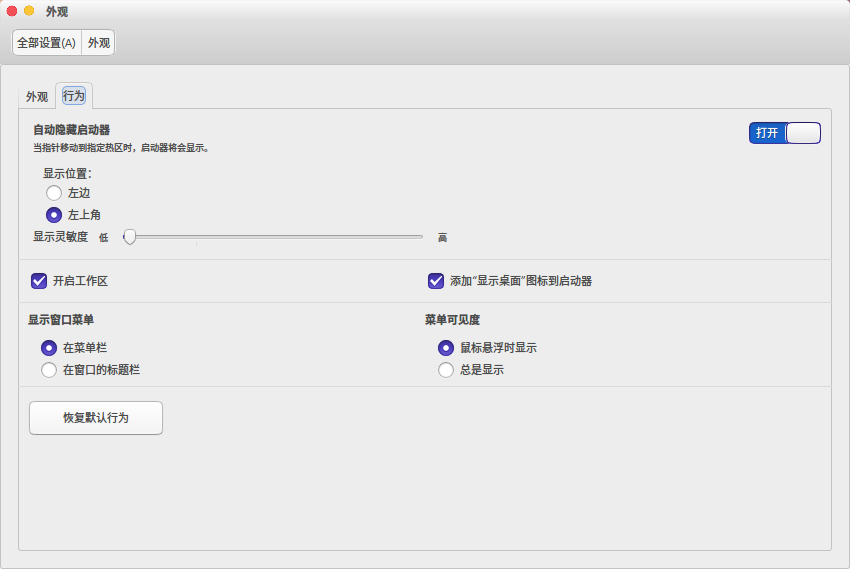 外观
全部设置(A) 外观
外观 行为
自动隐藏启动器 打开
当指针移动到指定热区时，启动器将会显示。
显示位置：
左边
左上角
显示灵敏度 低 高
开启工作区 添加“显示桌面”图标到启动器
显示窗口菜单 菜单可见度
在菜单栏 鼠标悬浮时显示
在窗口的标题栏 总是显示
恢复默认行为